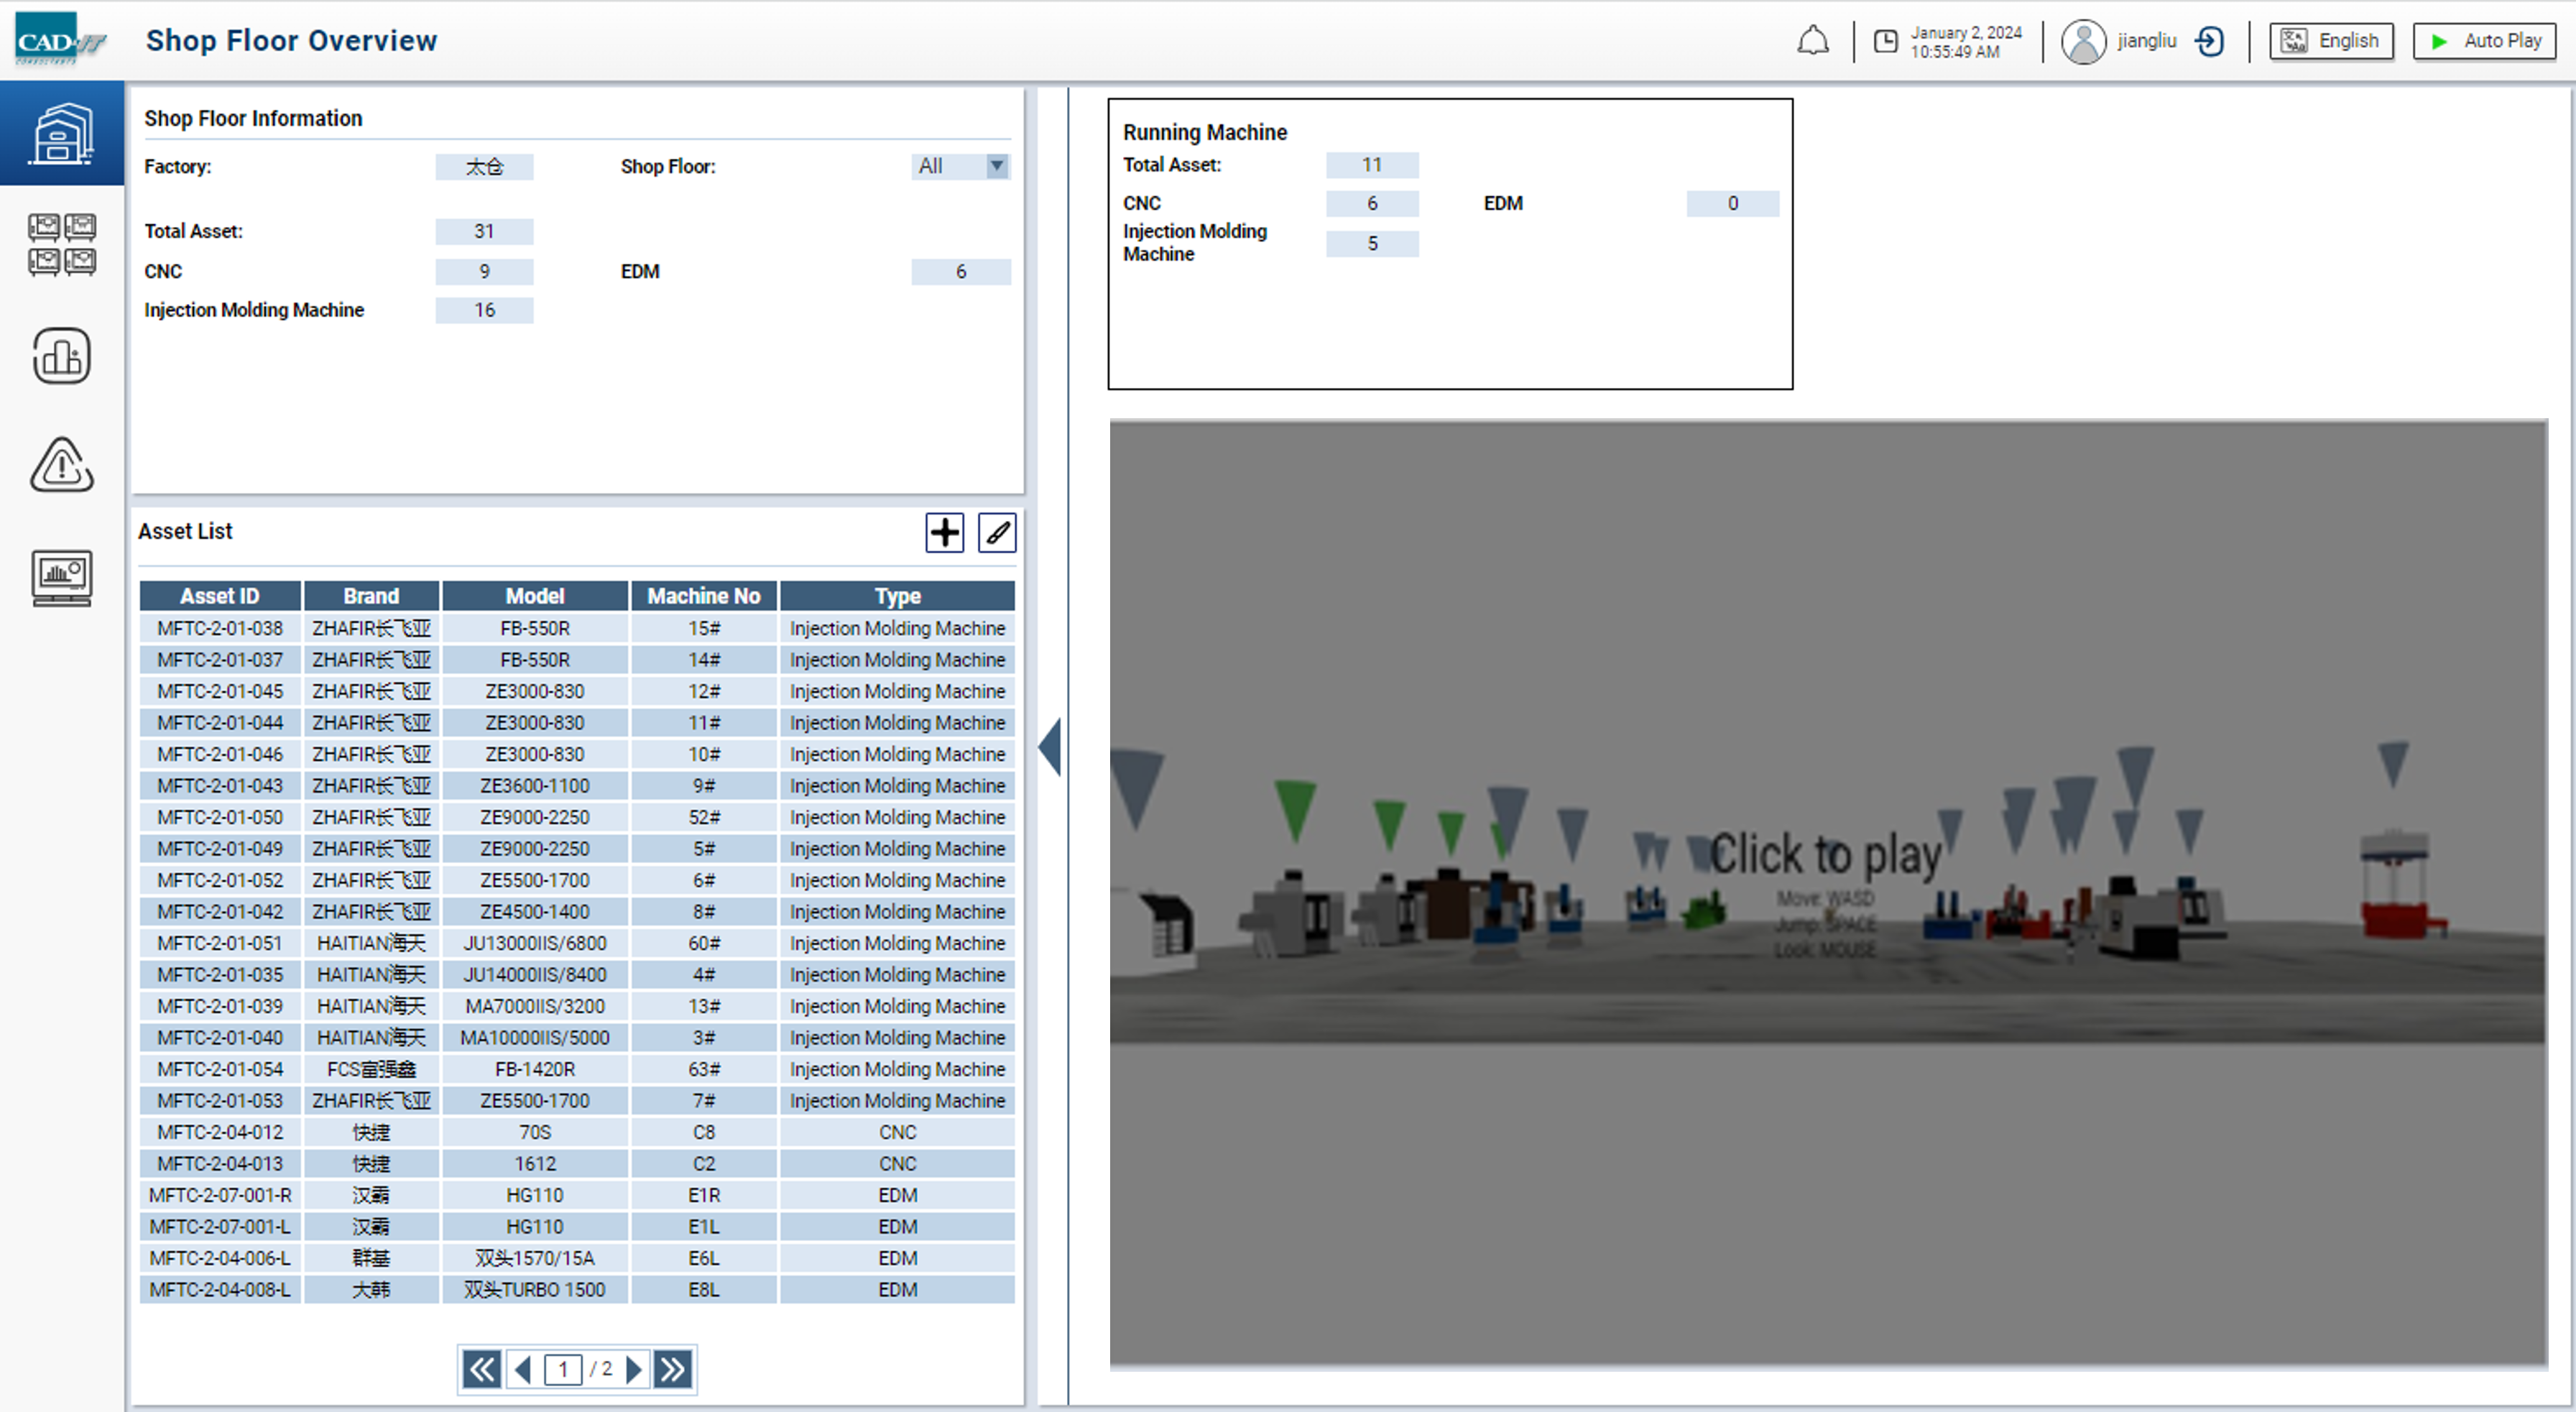 CAD-IT
CONSULTANTS
Shop Floor Overview
January 2, 2024
10:55:49 AM
jiangliu
English
Auto Play
Shop Floor Information
Factory: 太仓 Shop Floor: All
Total Asset: 31
CNC 9 EDM 6
Injection Molding Machine 16
Asset List
Asset ID Brand Model Machine No Type
MFTC-2-01-038 ZHAFIR长飞亚 FB-550R 15# Injection Molding Machine
MFTC-2-01-037 ZHAFIR长飞亚 FB-550R 14# Injection Molding Machine
MFTC-2-01-045 ZHAFIR长飞亚 ZE3000-830 12# Injection Molding Machine
MFTC-2-01-044 ZHAFIR长飞亚 ZE3000-830 11# Injection Molding Machine
MFTC-2-01-046 ZHAFIR长飞亚 ZE3000-830 10# Injection Molding Machine
MFTC-2-01-043 ZHAFIR长飞亚 ZE3600-1100 9# Injection Molding Machine
MFTC-2-01-050 ZHAFIR长飞亚 ZE9000-2250 52# Injection Molding Machine
MFTC-2-01-049 ZHAFIR长飞亚 ZE9000-2250 5# Injection Molding Machine
MFTC-2-01-052 ZHAFIR长飞亚 ZE5500-1700 6# Injection Molding Machine
MFTC-2-01-042 ZHAFIR长飞亚 ZE4500-1400 8# Injection Molding Machine
MFTC-2-01-051 HAITIAN海天 JU13000IIS/6800 60# Injection Molding Machine
MFTC-2-01-035 HAITIAN海天 JU14000IIS/8400 4# Injection Molding Machine
MFTC-2-01-039 HAITIAN海天 MA7000IIS/3200 13# Injection Molding Machine
MFTC-2-01-040 HAITIAN海天 MA10000IIS/5000 3# Injection Molding Machine
MFTC-2-01-054 FCS富强鑫 FB-1420R 63# Injection Molding Machine
MFTC-2-01-053 ZHAFIR长飞亚 ZE5500-1700 7# Injection Molding Machine
MFTC-2-04-012 快捷 70S C8 CNC
MFTC-2-04-013 快捷 1612 C2 CNC
MFTC-2-07-001-R 汉霸 HG110 E1R EDM
MFTC-2-07-001-L 汉霸 HG110 E1L EDM
MFTC-2-04-006-L 群基 双头1570/15A E6L EDM
MFTC-2-04-008-L 大韩 双头TURBO 1500 E8L EDM
1 / 2
Running Machine
Total Asset: 11
CNC 6 EDM 0
Injection Molding
Machine 5
Click to play
Move: WASD
Jump: SPACE
Look: MOUSE